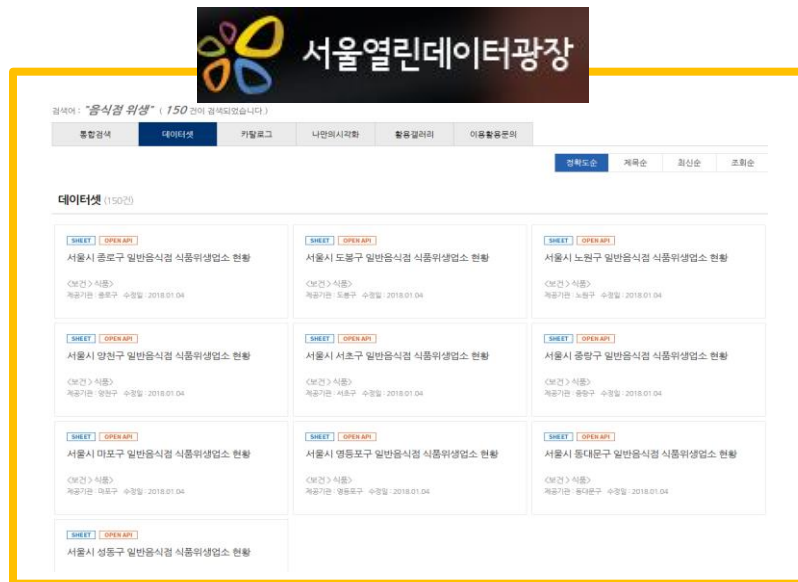 서울열린데이터광장
검색어 : "음식점 위생" ( 150 건이 검색되었습니다.)
통합검색 데이터셋 카탈로그 나만의시각화 활용갤러리 이용활용문의
정확도순 제목순 최신순 조회순
데이터셋 (150건)
SHEET OPEN API SHEET OPEN API SHEET OPEN API
서울시 종로구 일반음식점 식품위생업소 현황 서울시 도봉구 일반음식점 식품위생업소 현황 서울시 노원구 일반음식점 식품위생업소 현황
<보건 > 식품> <보건 > 식품> <보건 > 식품>
제공기관 : 종로구 수정일 : 2018.01.04 제공기관 : 도봉구 수정일 : 2018.01.04 제공기관 : 노원구 수정일 : 2018.01.04
SHEET OPEN API SHEET OPEN API SHEET OPEN API
서울시 양천구 일반음식점 식품위생업소 현황 서울시 서초구 일반음식점 식품위생업소 현황 서울시 중랑구 일반음식점 식품위생업소 현황
<보건 > 식품> <보건 > 식품> <보건 > 식품>
제공기관 : 양천구 수정일 : 2018.01.04 제공기관 : 서초구 수정일 : 2018.01.04 제공기관 : 중랑구 수정일 : 2018.01.04
SHEET OPEN API SHEET OPEN API SHEET OPEN API
서울시 마포구 일반음식점 식품위생업소 현황 서울시 영등포구 일반음식점 식품위생업소 현황 서울시 동대문구 일반음식점 식품위생업소 현황
<보건 > 식품> <보건 > 식품> <보건 > 식품>
제공기관 : 마포구 수정일 : 2018.01.04 제공기관 : 영등포구 수정일 : 2018.01.04 제공기관 : 동대문구 수정일 : 2018.01.04
SHEET OPEN API
서울시 성동구 일반음식점 식품위생업소 현황